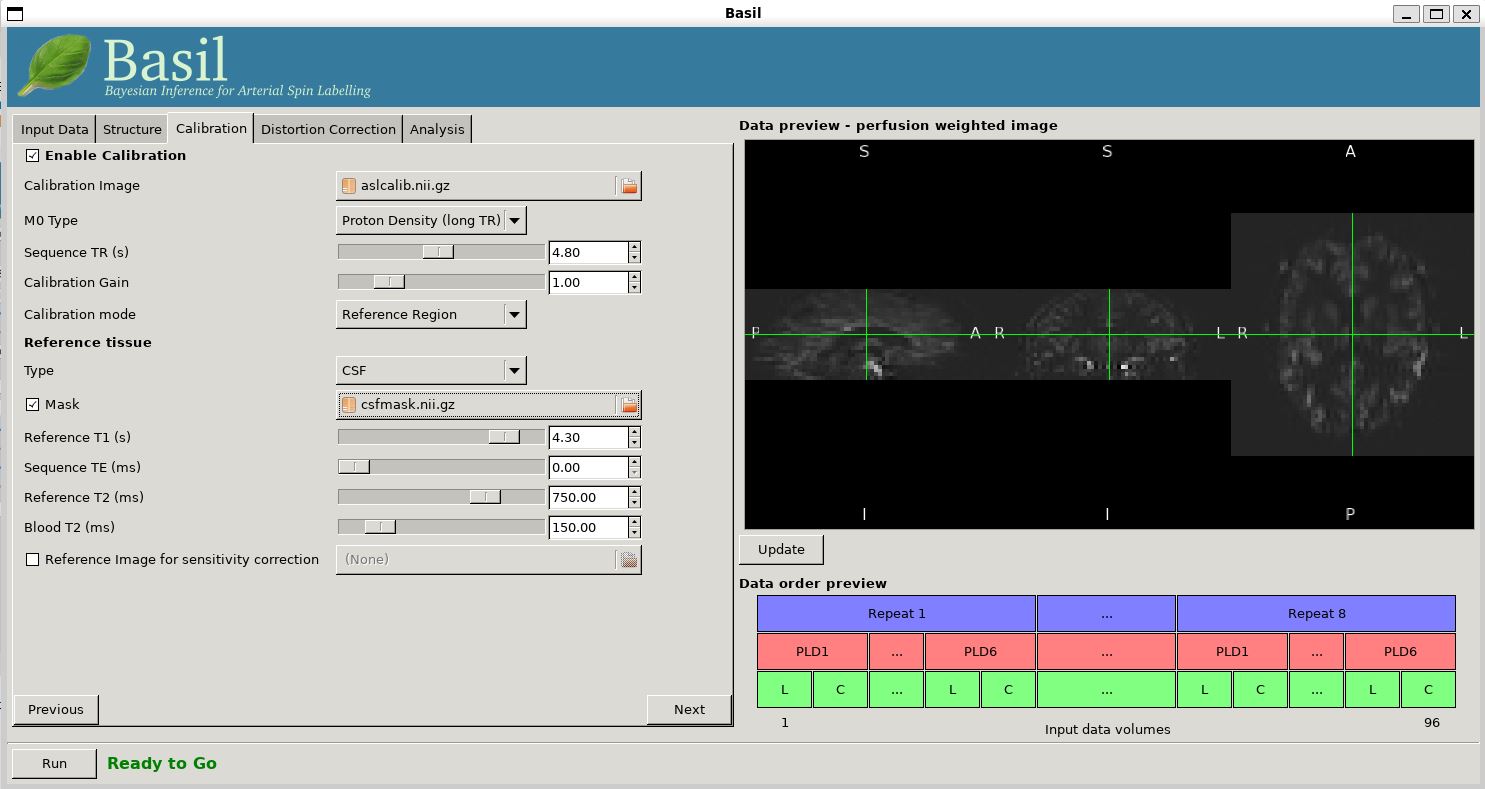 Basil
Basil
Bayesian Inference for Arterial Spin Labelling
Input Data Structure Calibration Distortion Correction Analysis
Enable Calibration
Calibration Image aslcalib.nii.gz
M0 Type Proton Density (long TR)
Sequence TR (s) 4.80
Calibration Gain 1.00
Calibration mode Reference Region
Reference tissue
Type CSF
Mask csfmask.nii.gz
Reference T1 (s) 4.30
Sequence TE (ms) 0.00
Reference T2 (ms) 750.00
Blood T2 (ms) 150.00
Reference Image for sensitivity correction (None)
Previous Next
Data preview - perfusion weighted image
S S A
P A R L R L
I I P
Update
Data order preview
Repeat 1 ... Repeat 8
PLD1 ... PLD6 ... PLD1 ... PLD6
L C ... L C ... L C ... L C
1 96
Input data volumes
Run Ready to Go